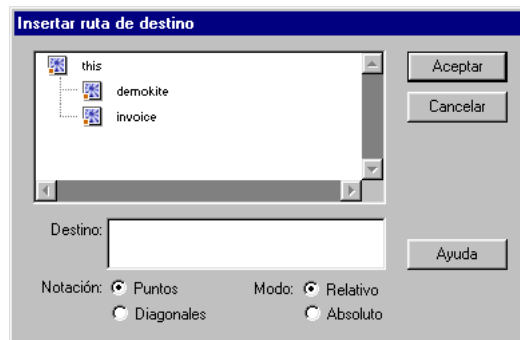 Insertar ruta de destino
this
demokite
invoice
Aceptar
Cancelar
Destino:
Ayuda
Notación: Puntos Modo: Relativo
Diagonales Absoluto